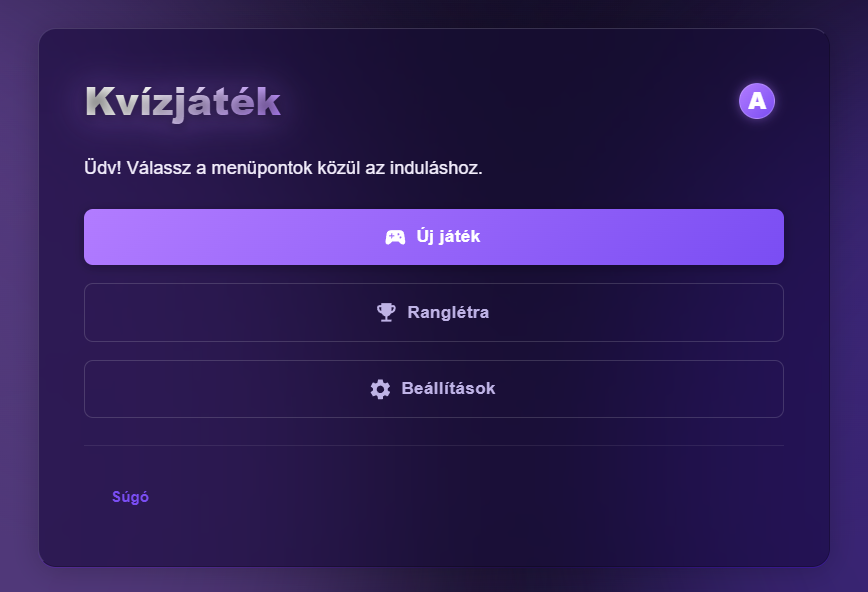 Kvízjáték
A
Üdv! Válassz a menüpontok közül az induláshoz.
Új játék
Ranglétra
Beállítások
Súgó